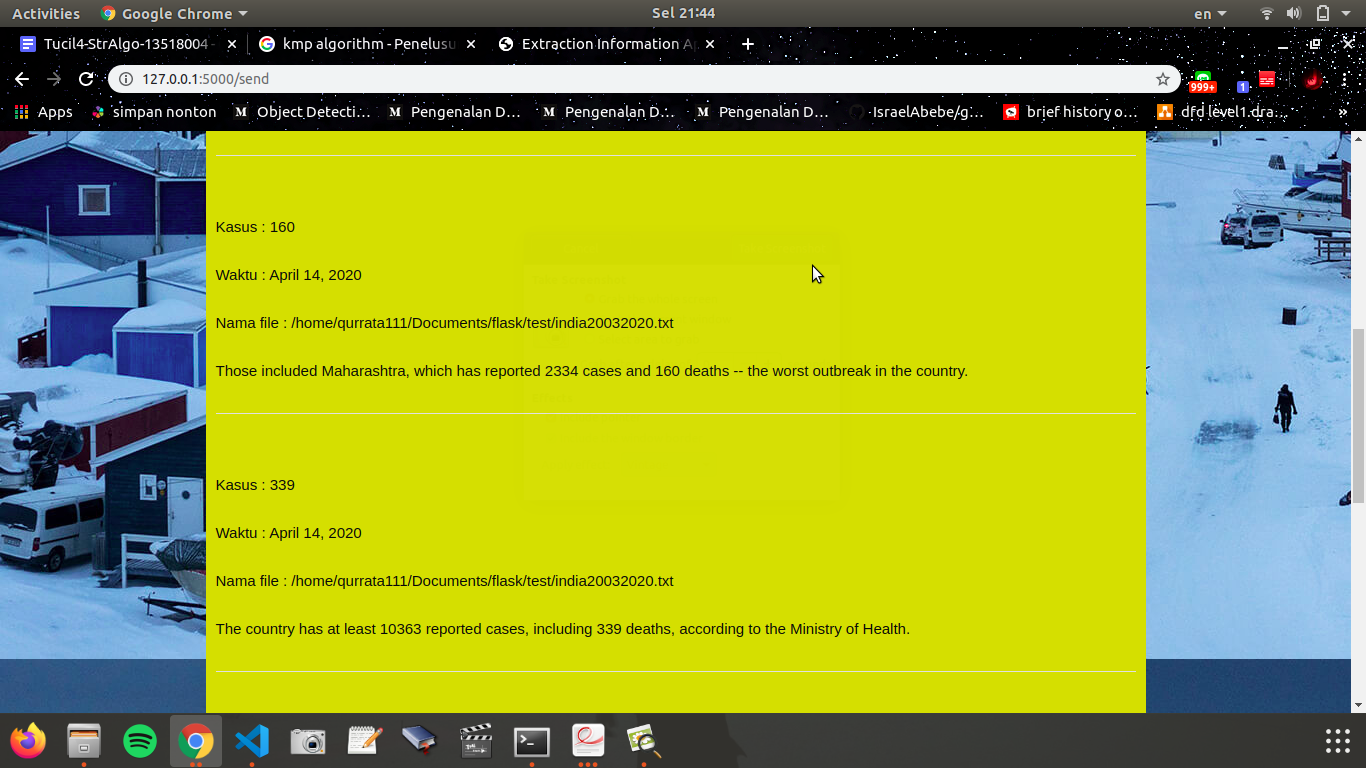 Activities
Google Chrome
Sel 21:44
en
Tucil4-StrAlgo-13518004 -
kmp algorithm - Penelusu
Extraction Information Ap
127.0.0.1:5000/send
999+
1
Apps
simpan nonton
Object Detecti...
Pengenalan D...
Pengenalan D...
Pengenalan D...
IsraelAbebe/g...
brief history o...
dfd level1.dra...
»
Kasus : 160
Waktu : April 14, 2020
Nama file : /home/qurrata111/Documents/flask/test/india20032020.txt
Those included Maharashtra, which has reported 2334 cases and 160 deaths -- the worst outbreak in the country.
Kasus : 339
Waktu : April 14, 2020
Nama file : /home/qurrata111/Documents/flask/test/india20032020.txt
The country has at least 10363 reported cases, including 339 deaths, according to the Ministry of Health.